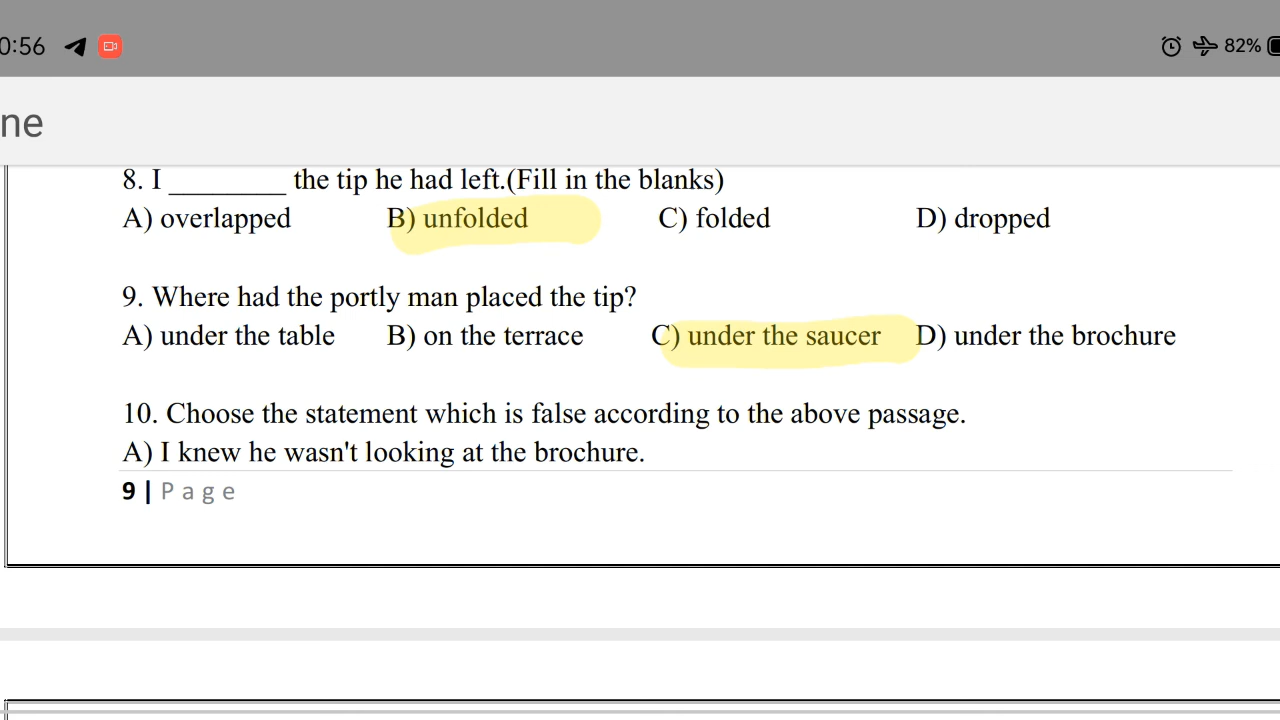 0:56 82%
ne
8. I ________ the tip he had left.(Fill in the blanks)
A) overlapped B) unfolded C) folded D) dropped
9. Where had the portly man placed the tip?
A) under the table B) on the terrace C) under the saucer D) under the brochure
10. Choose the statement which is false according to the above passage.
A) I knew he wasn't looking at the brochure.
9 | P a g e